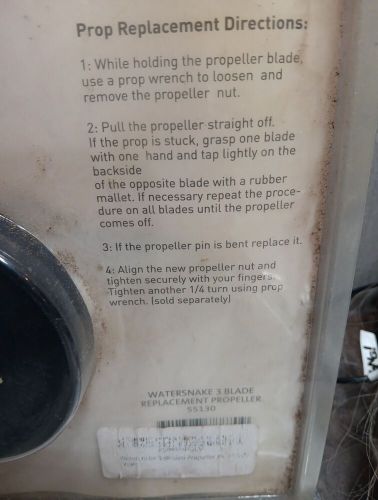 Prop Replacement Directions:
1: While holding the propeller blade,
use a prop wrench to loosen and
remove the propeller nut.
2: Pull the propeller straight off.
If the prop is stuck, grasp one blade
with one hand and tap lightly on the
backside
of the opposite blade with a rubber
mallet. If necessary repeat the proce-
dure on all blades until the propeller
comes off.
3: If the propeller pin is bent replace it.
4: Align the new propeller nut and
tighten securely with your fingers.
Tighten another 1/4 turn using prop
wrench. (sold separately)
WATERSNAKE 3 BLADE
REPLACEMENT PROPELLER
55130